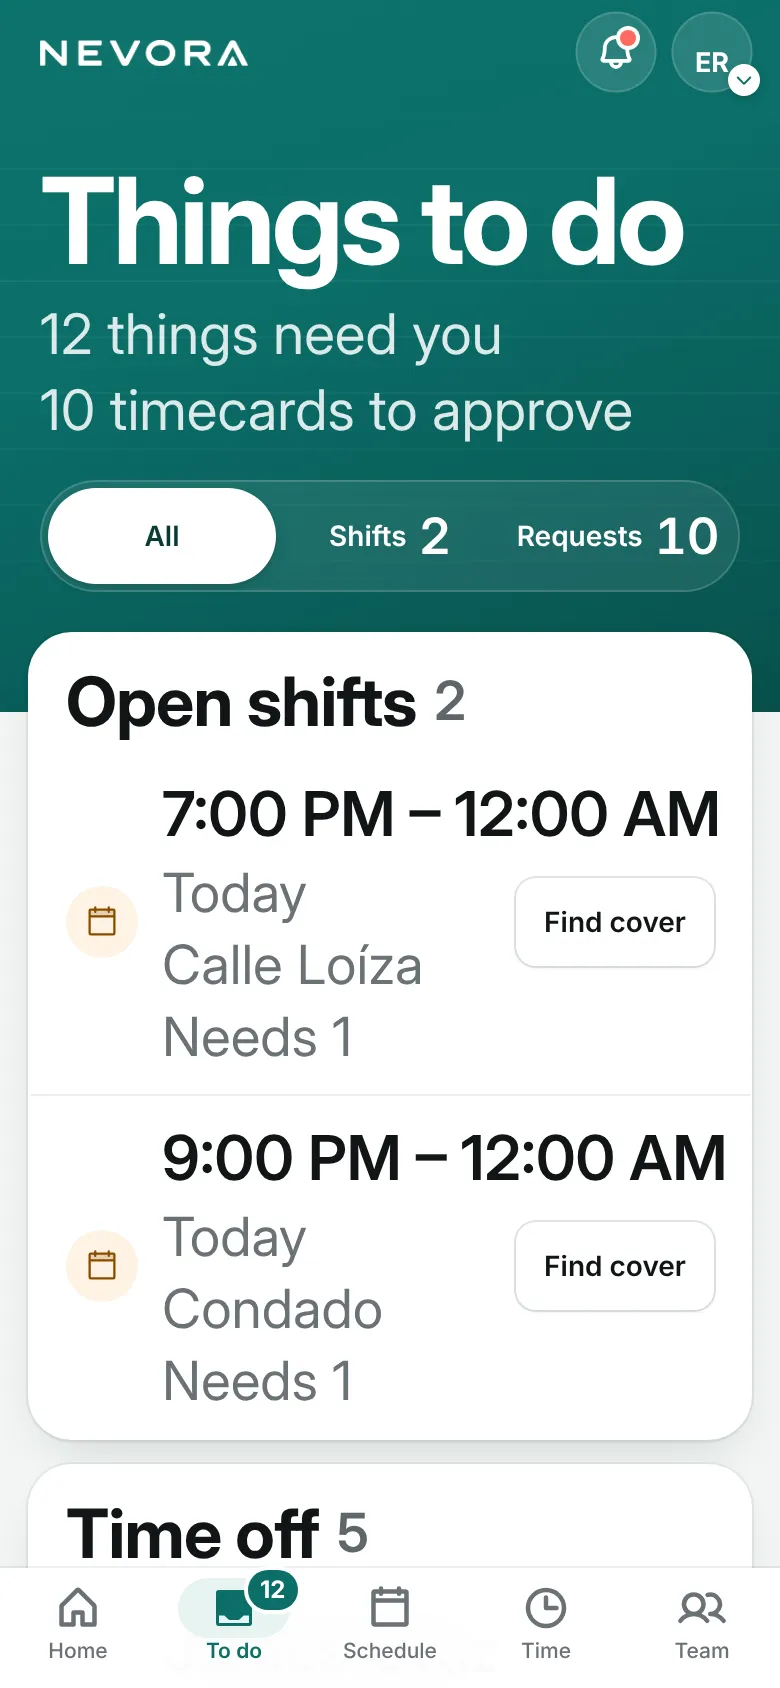 NEVORA
ER
Things to do
12 things need you
10 timecards to approve
All
Shifts 2
Requests 10
Open shifts 2
7:00 PM – 12:00 AM
Today
Calle Loíza
Needs 1
Find cover
9:00 PM – 12:00 AM
Today
Condado
Needs 1
Find cover
Time off 5
12
Home
To do
Schedule
Time
Team